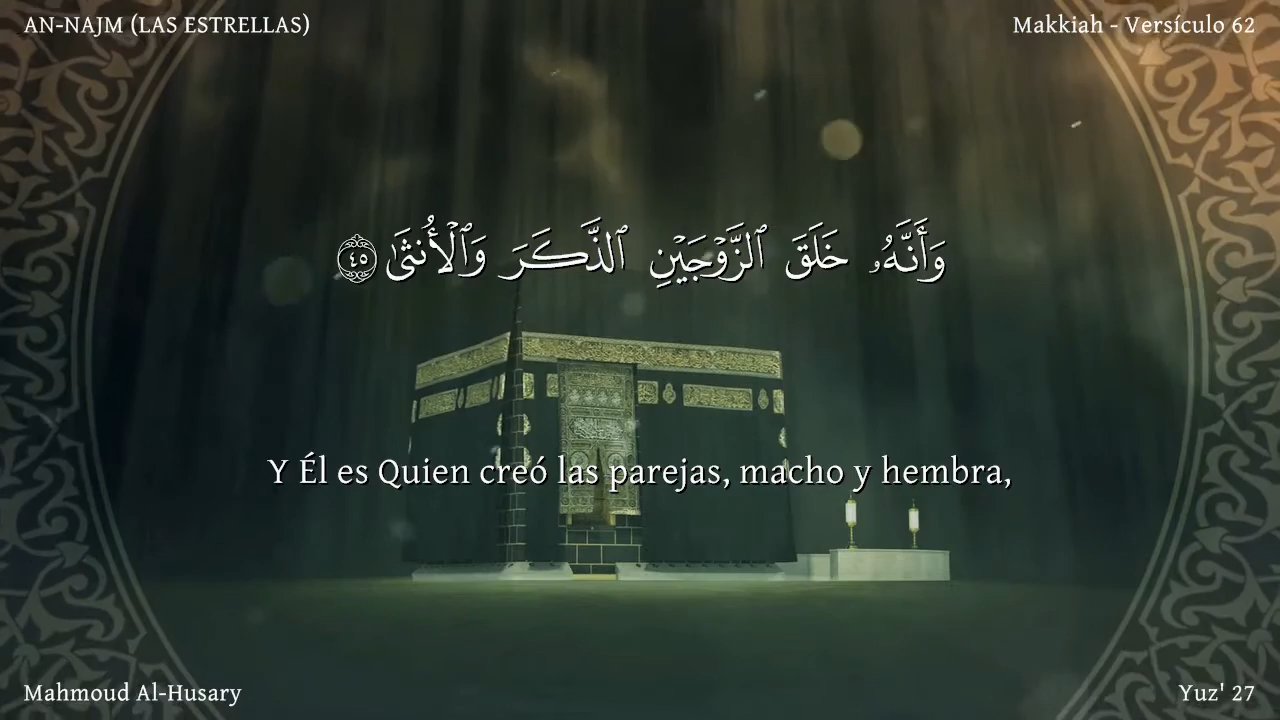 AN-NAJM (LAS ESTRELLAS)
Makkiah - Versículo 62
وَأَنَّهُۥ خَلَقَ ٱلزَّوْجَيْنِ ٱلذَّكَرَ وَٱلْأُنثَىٰ ٤٥
Y Él es Quien creó las parejas, macho y hembra,
Mahmoud Al-Husary
Yuz' 27